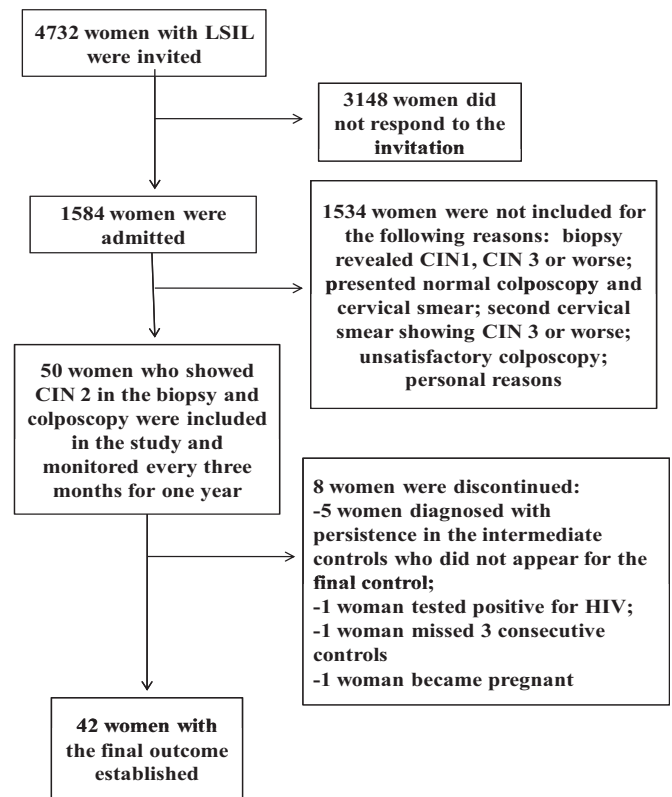 4732 women with LSIL
were invited
3148 women did
not respond to the
invitation
1584 women were
admitted
1534 women were not included for
the following reasons: biopsy
revealed CIN1, CIN 3 or worse;
presented normal colposcopy and
cervical smear; second cervical
smear showing CIN 3 or worse;
unsatisfactory colposcopy;
personal reasons
50 women who showed
CIN 2 in the biopsy and
colposcopy were included
in the study and
monitored every three
months for one year
8 women were discontinued:
-5 women diagnosed with
persistence in the intermediate
controls who did not appear for the
final control;
-1 woman tested positive for HIV;
-1 woman missed 3 consecutive
controls
-1 woman became pregnant
42 women with
the final outcome
established